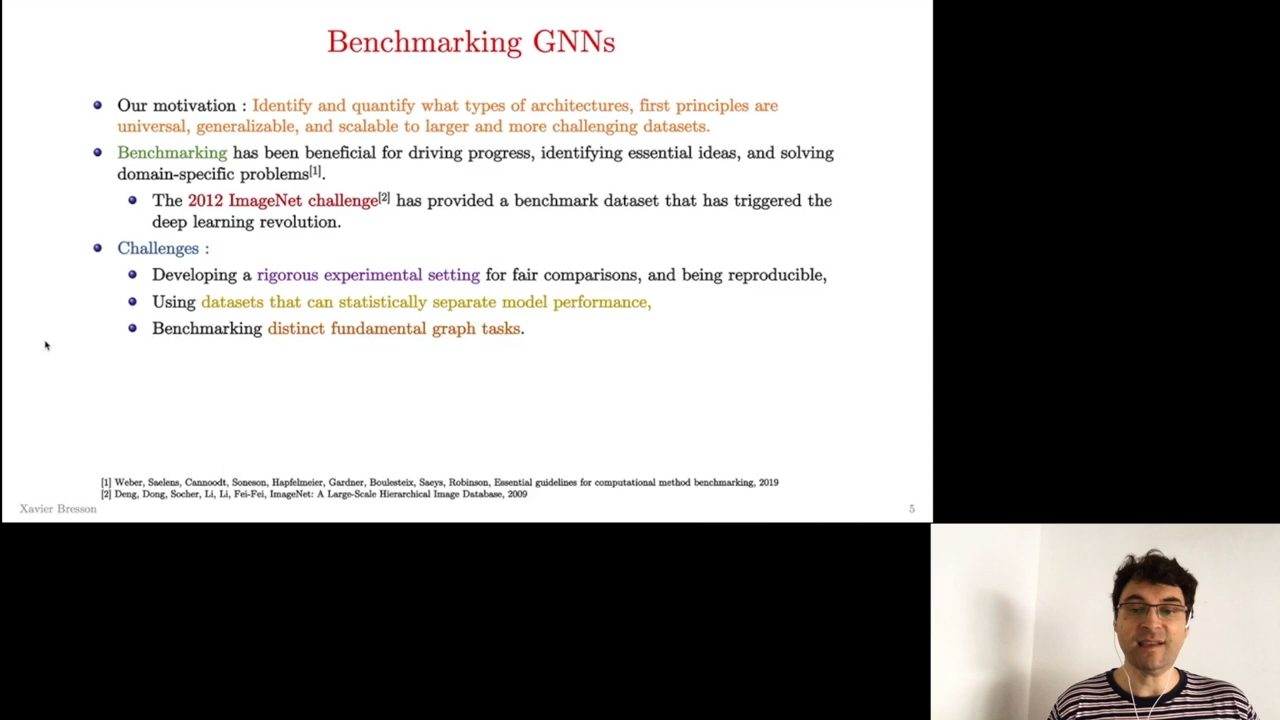 Benchmarking GNNs
Our motivation : Identify and quantify what types of architectures, first principles are
universal, generalizable, and scalable to larger and more challenging datasets.
Benchmarking has been beneficial for driving progress, identifying essential ideas, and solving
domain-specific problems[1].
The 2012 ImageNet challenge[2] has provided a benchmark dataset that has triggered the
deep learning revolution.
Challenges :
Developing a rigorous experimental setting for fair comparisons, and being reproducible,
Using datasets that can statistically separate model performance,
Benchmarking distinct fundamental graph tasks.
[1] Weber, Saelens, Cannoodt, Soneson, Hapfelmeier, Gardner, Boulesteix, Saeys, Robinson, Essential guidelines for computational method benchmarking, 2019
[2] Deng, Dong, Socher, Li, Li, Fei-Fei, ImageNet: A Large-Scale Hierarchical Image Database, 2009
Xavier Bresson
5